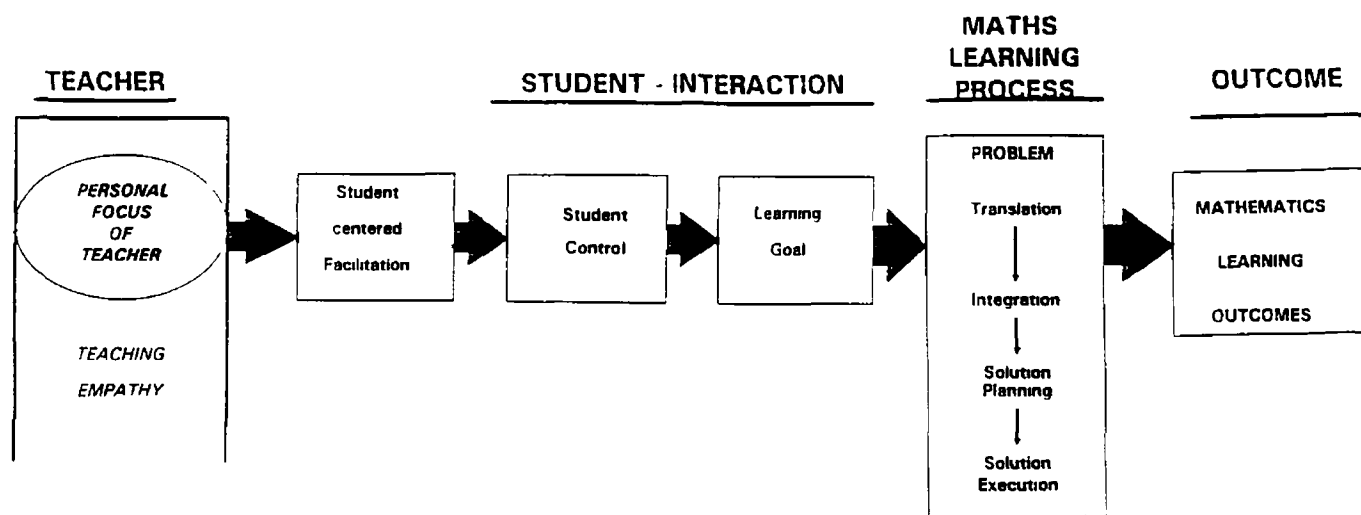 TEACHER
PERSONAL
FOCUS
OF
TEACHER
TEACHING
EMPATHY
Student
centered
Facilitation
STUDENT - INTERACTION
Student
Control
Learning
Goal
MATHS
LEARNING
PROCESS
PROBLEM
Translation
Integration
Solution
Planning
Solution
Execution
OUTCOME
MATHEMATICS
LEARNING
OUTCOMES